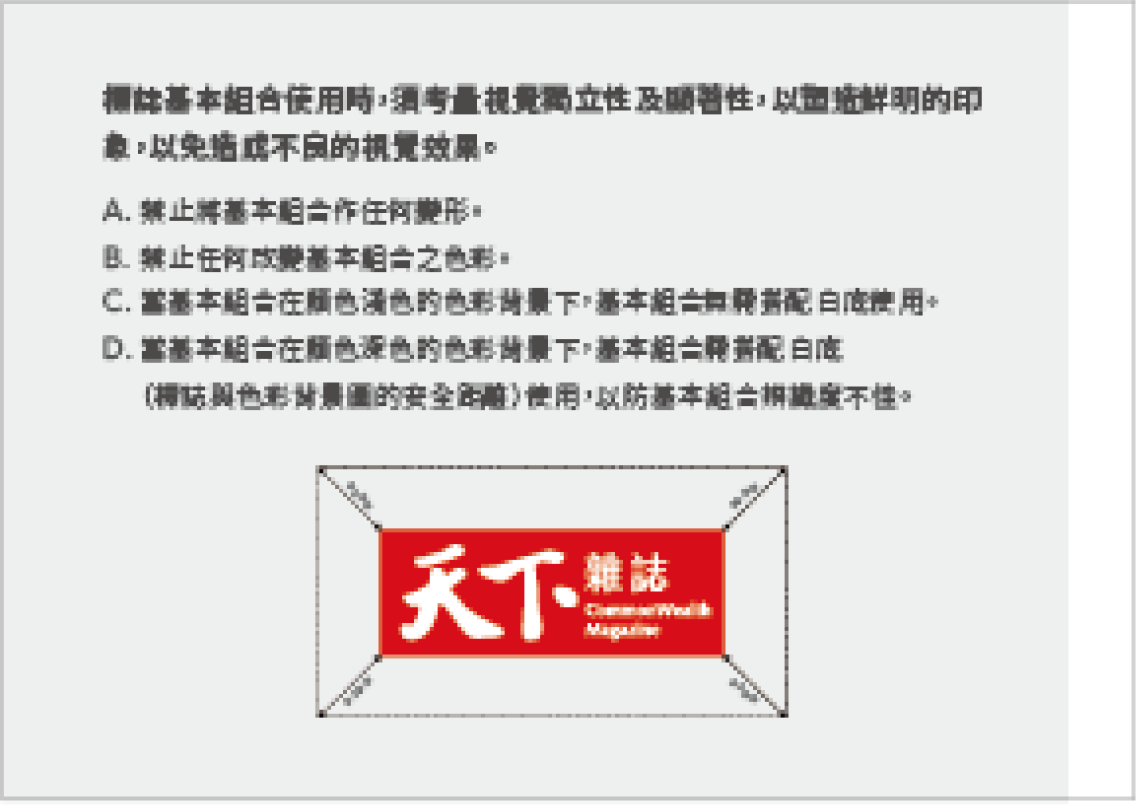 標誌基本組合使用時，須考量視覺獨立性及顯著性，以塑造鮮明的印
象，以免造成不良的視覺效果。
A. 禁止將基本組合作任何變形。
B. 禁止任何改變基本組合之色彩。
C. 當基本組合在顏色淺色的色彩背景下，基本組合無需搭配白底使用。
D. 當基本組合在顏色深色的色彩背景下，基本組合需搭配白底
（標誌與色彩背景圖的安全距離）使用，以防基本組合辨識度不佳。
天下雜誌
CommonWealth
Magazine